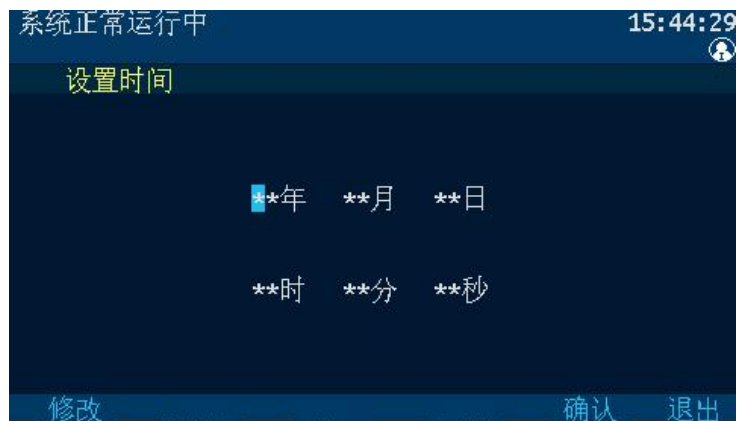 系统正常运行中 15:44:29
设置时间
**年 **月 **日
**时 **分 **秒
修改 确认 退出